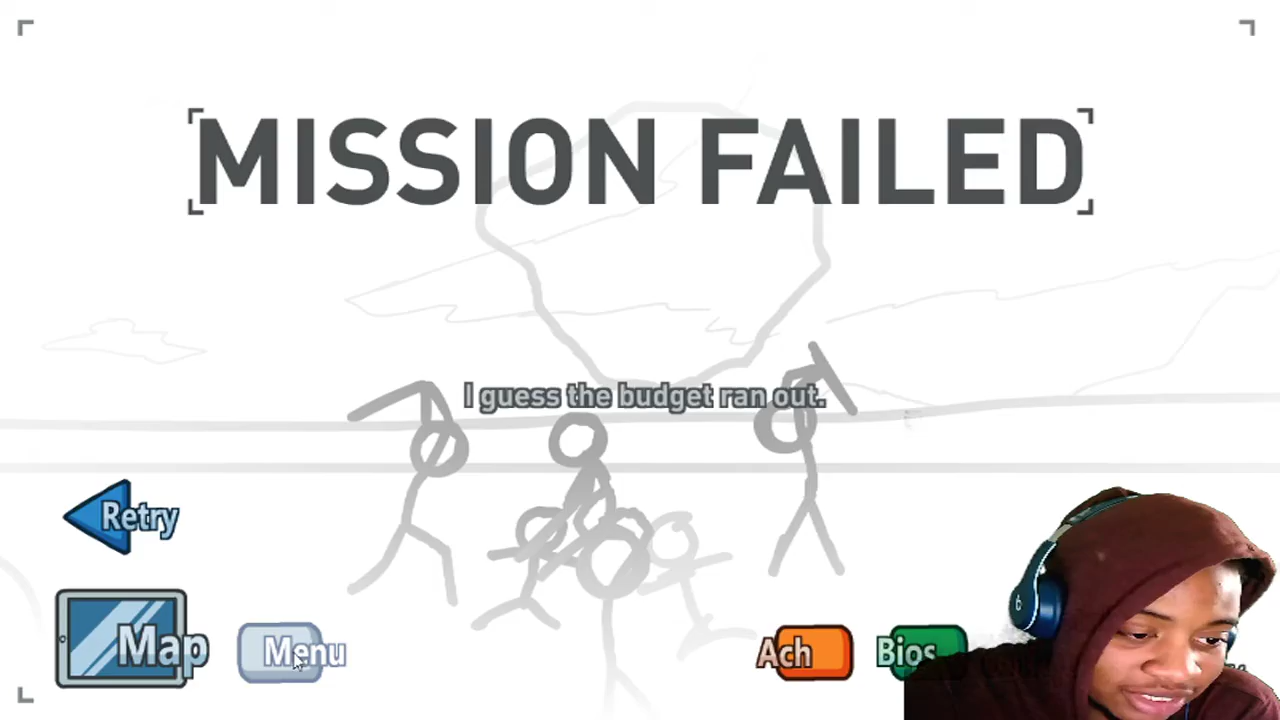 MISSION FAILED
I guess the budget ran out.
Retry
Map
Menu
Ach
Bios